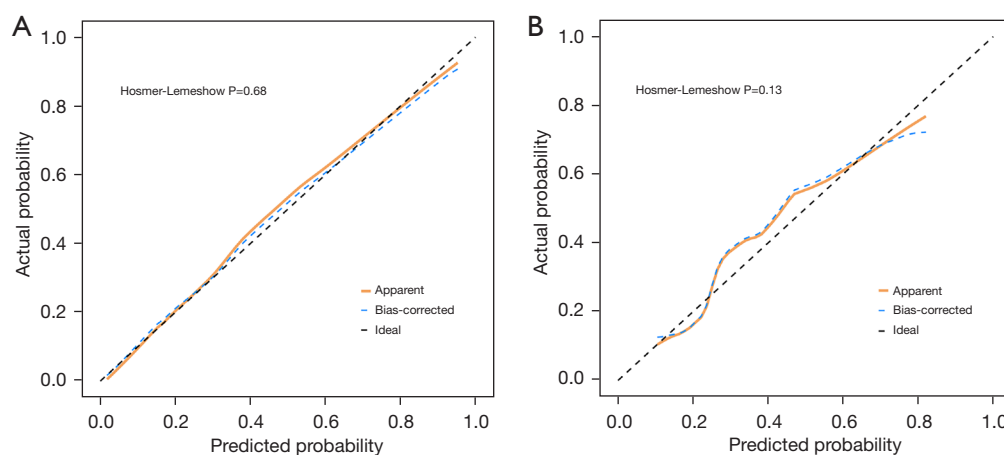 A
Hosmer-Lemeshow P=0.68
Actual probability
1.0
0.8
0.6
0.4
0.2
0.0
Apparent
Bias-corrected
Ideal
0.0 0.2 0.4 0.6 0.8 1.0
Predicted probability
B
Hosmer-Lemeshow P=0.13
Actual probability
1.0
0.8
0.6
0.4
0.2
0.0
Apparent
Bias-corrected
Ideal
0.0 0.2 0.4 0.6 0.8 1.0
Predicted probability